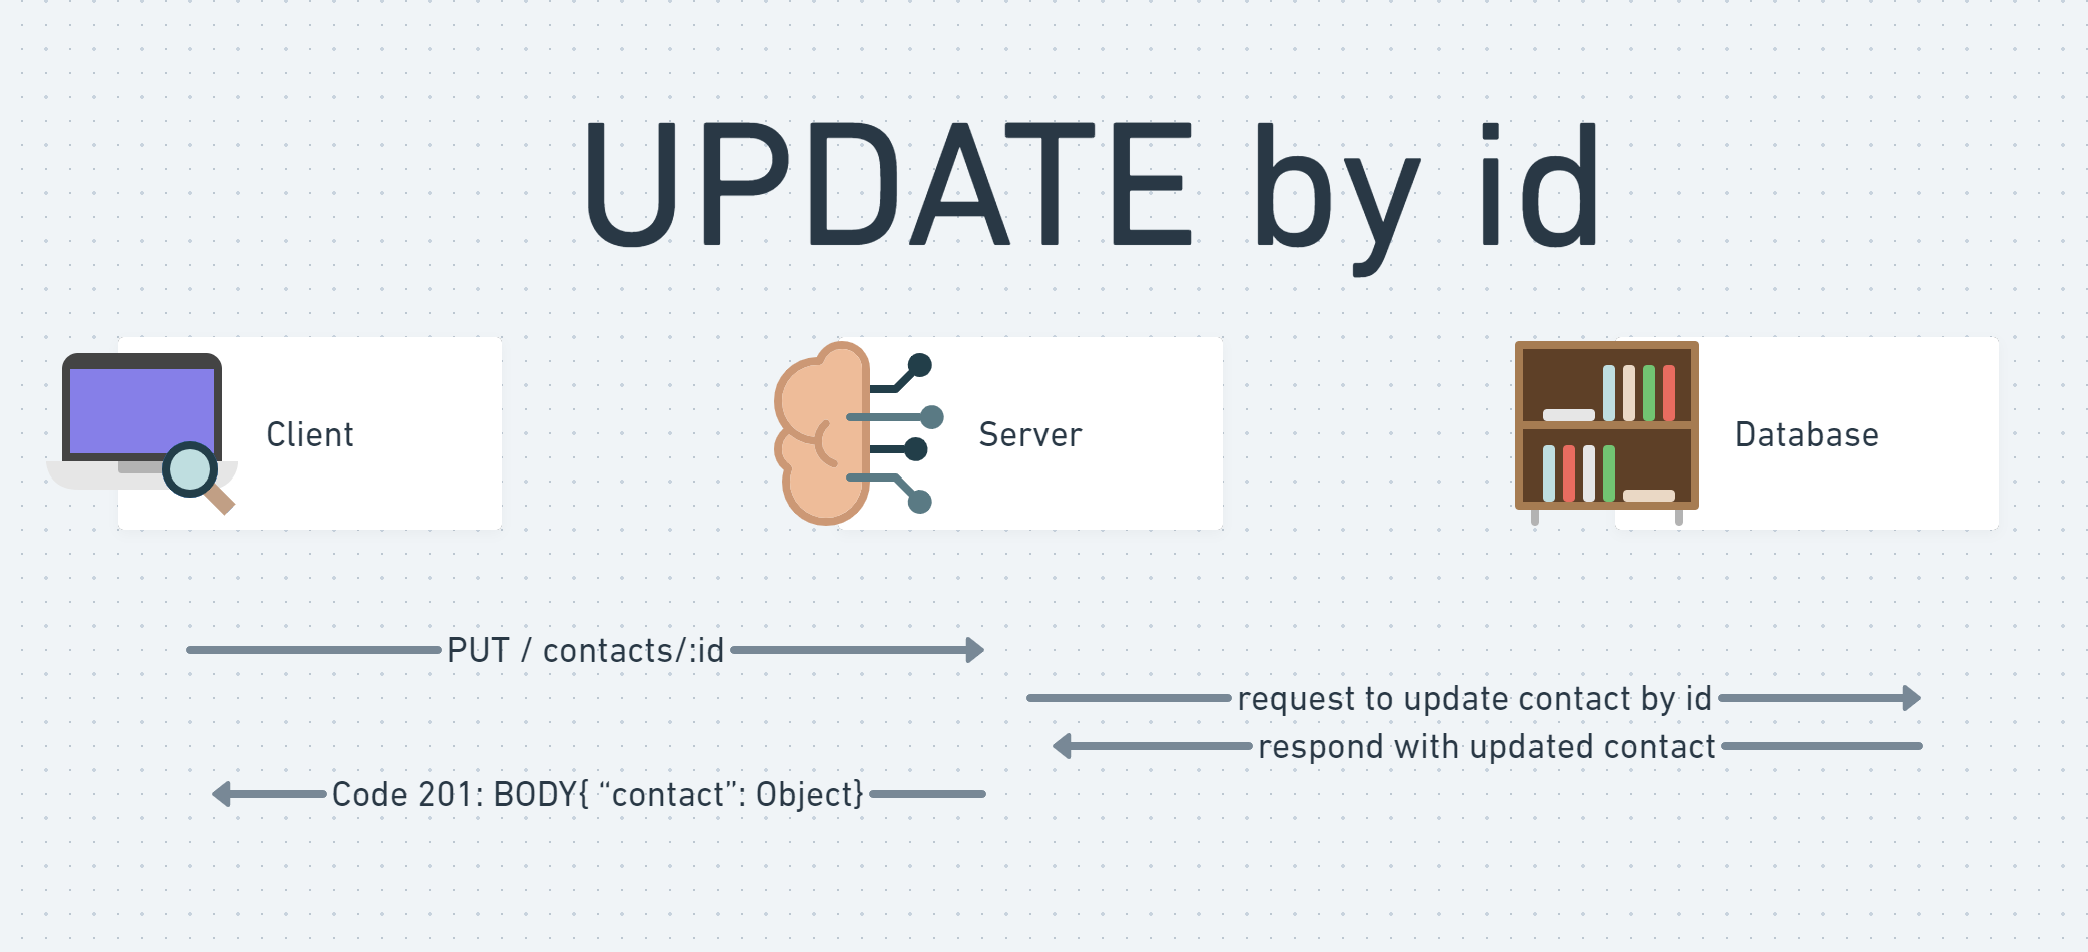 UPDATE by id
Client
Server
Database
PUT / contacts/:id
request to update contact by id
respond with updated contact
Code 201: BODY{ “contact”: Object}